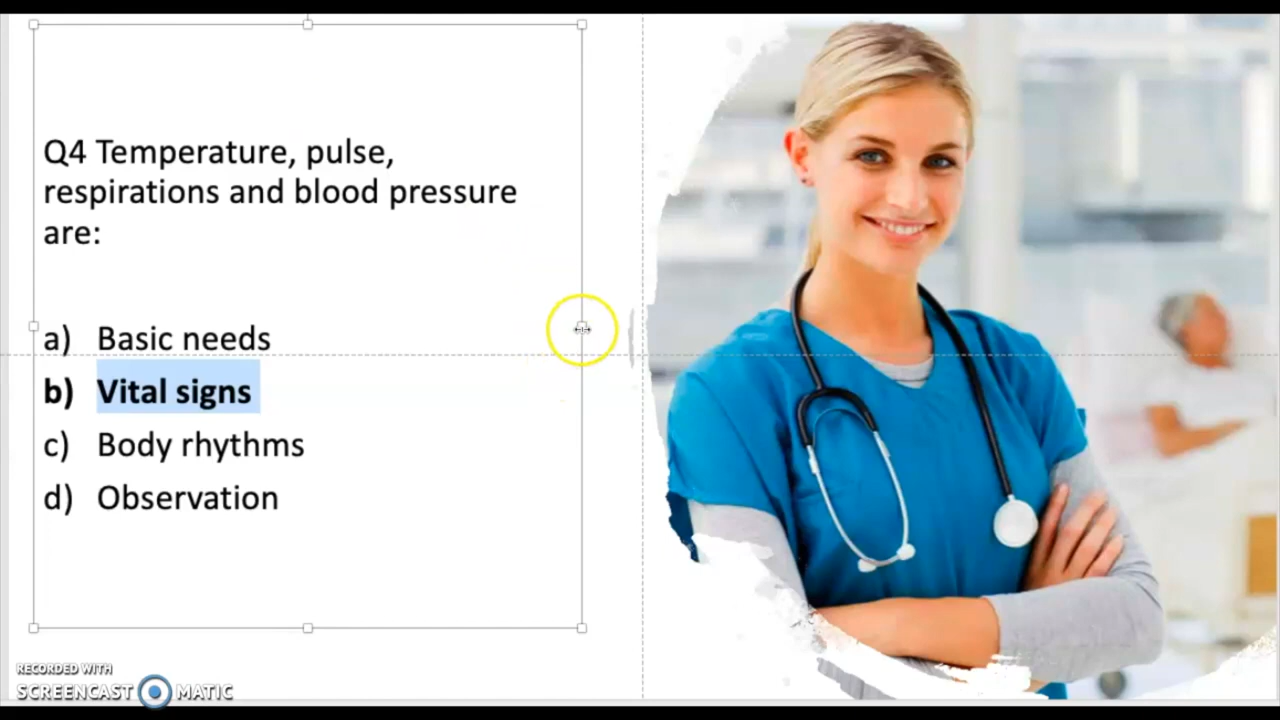 Q4 Temperature, pulse,
respirations and blood pressure
are:
a) Basic needs
b) Vital signs
c) Body rhythms
d) Observation
RECORDED WITH
SCREENCAST MATIC